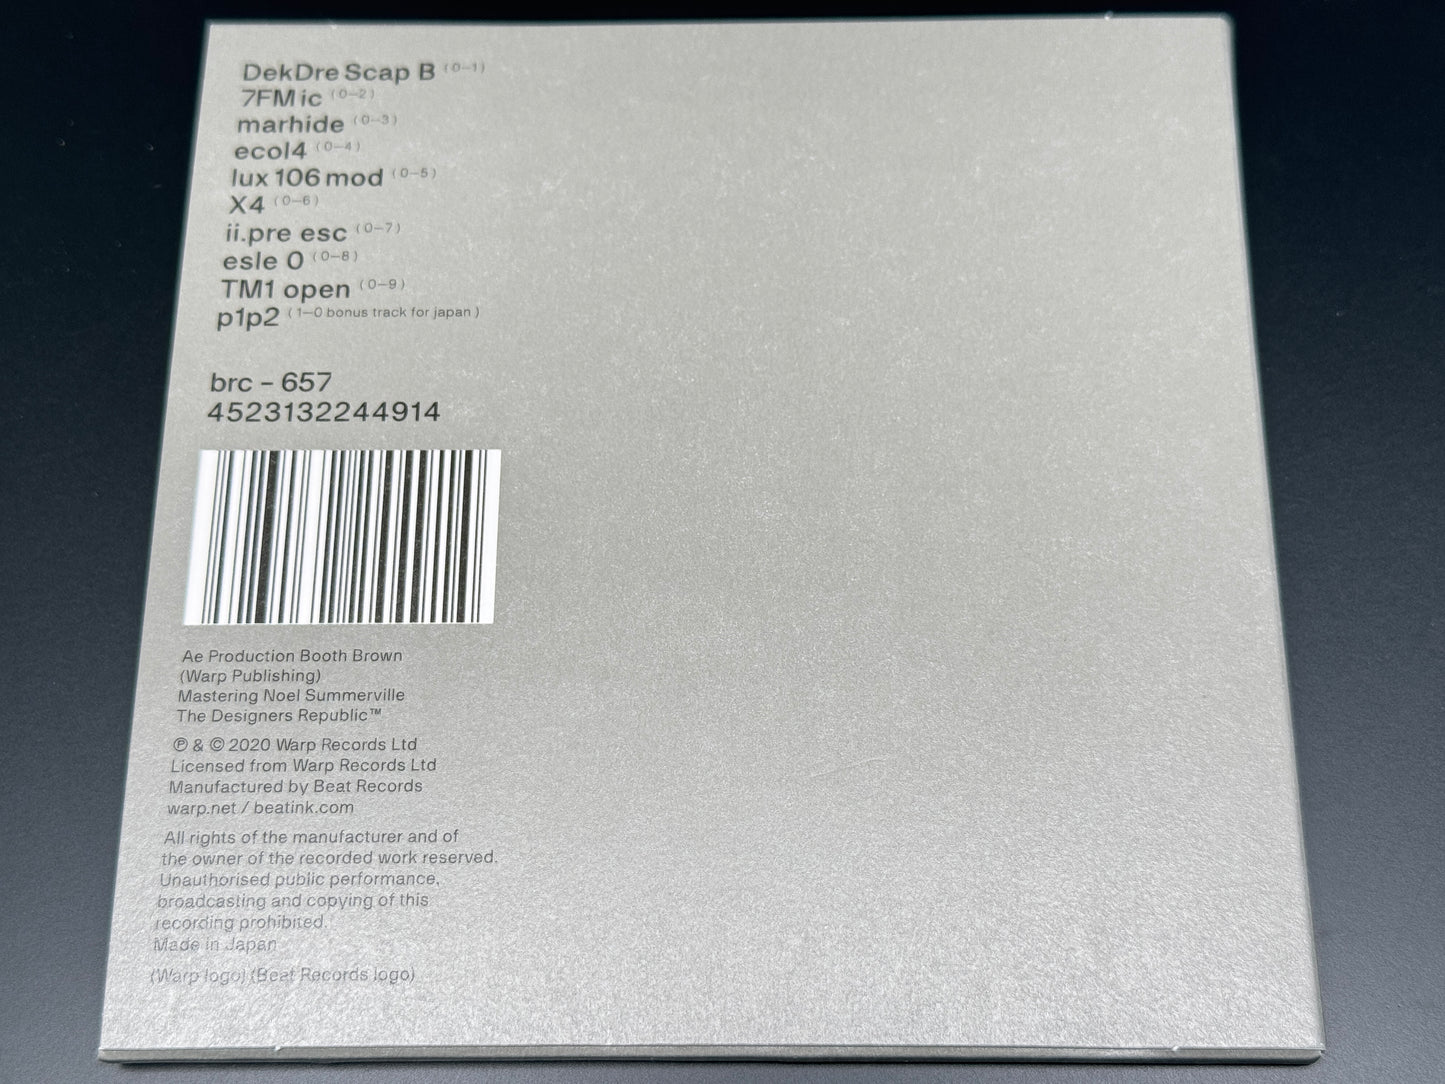 DekDre Scap B (0–1)
7FM ic (0–2)
marhide (0–3)
ecol4 (0–4)
lux 106 mod (0–5)
X4 (0–6)
ii.pre esc (0–7)
esle 0 (0–8)
TM1 open (0–9)
p1p2 (1–0 bonus track for japan)
brc – 657
4523132244914
Ae Production Booth Brown
(Warp Publishing)
Mastering Noel Summerville
The Designers Republic™
℗ & © 2020 Warp Records Ltd
Licensed from Warp Records Ltd
Manufactured by Beat Records
warp.net / beatink.com
All rights of the manufacturer and of
the owner of the recorded work reserved.
Unauthorised public performance,
broadcasting and copying of this
recording prohibited.
Made in Japan
(Warp logo) (Beat Records logo)